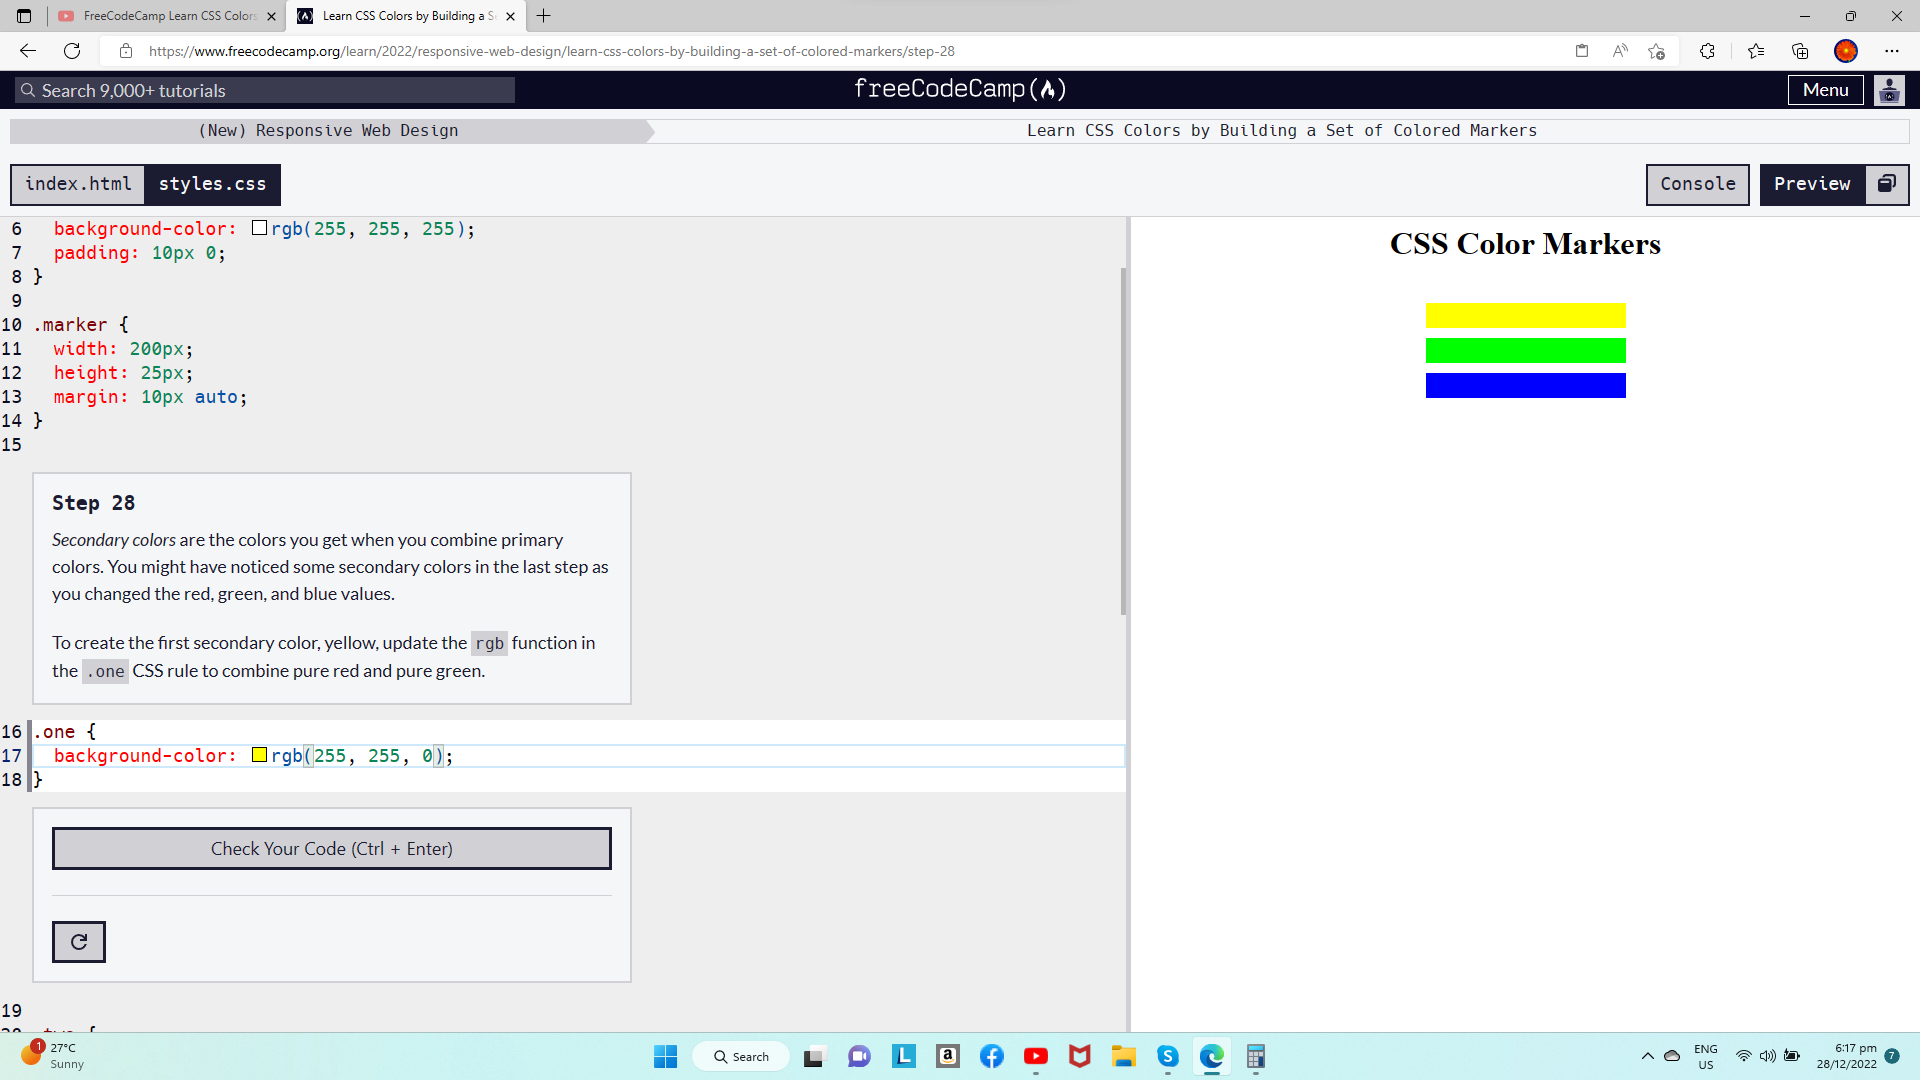 FreeCodeCamp Learn CSS Colors
Learn CSS Colors by Building a Se
https://www.freecodecamp.org/learn/2022/responsive-web-design/learn-css-colors-by-building-a-set-of-colored-markers/step-28
Search 9,000+ tutorials
freeCodeCamp
Menu
(New) Responsive Web Design
Learn CSS Colors by Building a Set of Colored Markers
index.html
styles.css
Console
Preview
6 background-color: rgb(255, 255, 255);
7 padding: 10px 0;
8 }
9
10 .marker {
11 width: 200px;
12 height: 25px;
13 margin: 10px auto;
14 }
15
Step 28
Secondary colors are the colors you get when you combine primary
colors. You might have noticed some secondary colors in the last step as
you changed the red, green, and blue values.
To create the first secondary color, yellow, update the rgb function in
the .one CSS rule to combine pure red and pure green.
16 .one {
17 background-color: rgb(255, 255, 0);
18 }
Check Your Code (Ctrl + Enter)
19
CSS Color Markers
1
27°C
Sunny
Search
ENG
US
6:17 pm
28/12/2022
7